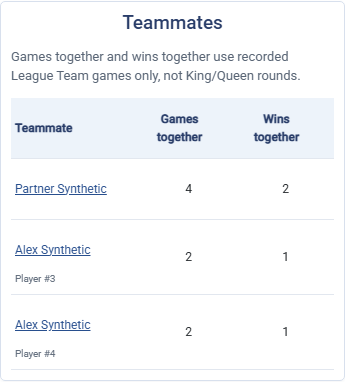 Teammates
Games together and wins together use recorded
League Team games only, not King/Queen rounds.
Teammate Games together Wins together
Partner Synthetic 4 2
Alex Synthetic 2 1
Player #3
Alex Synthetic 2 1
Player #4